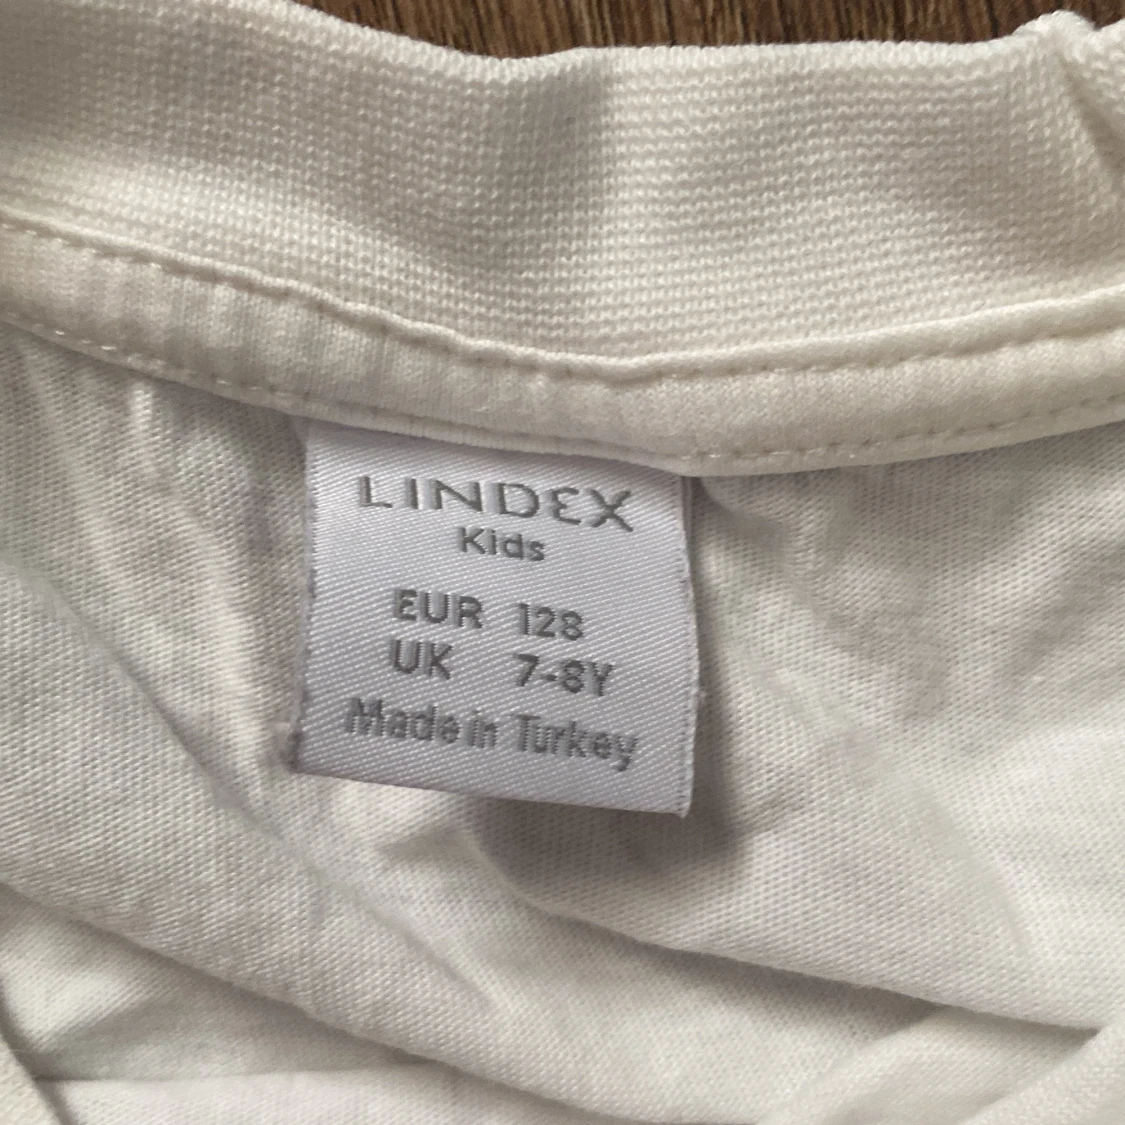 LINDEX
Kids
EUR 128
UK 7-8Y
Made in Turkey